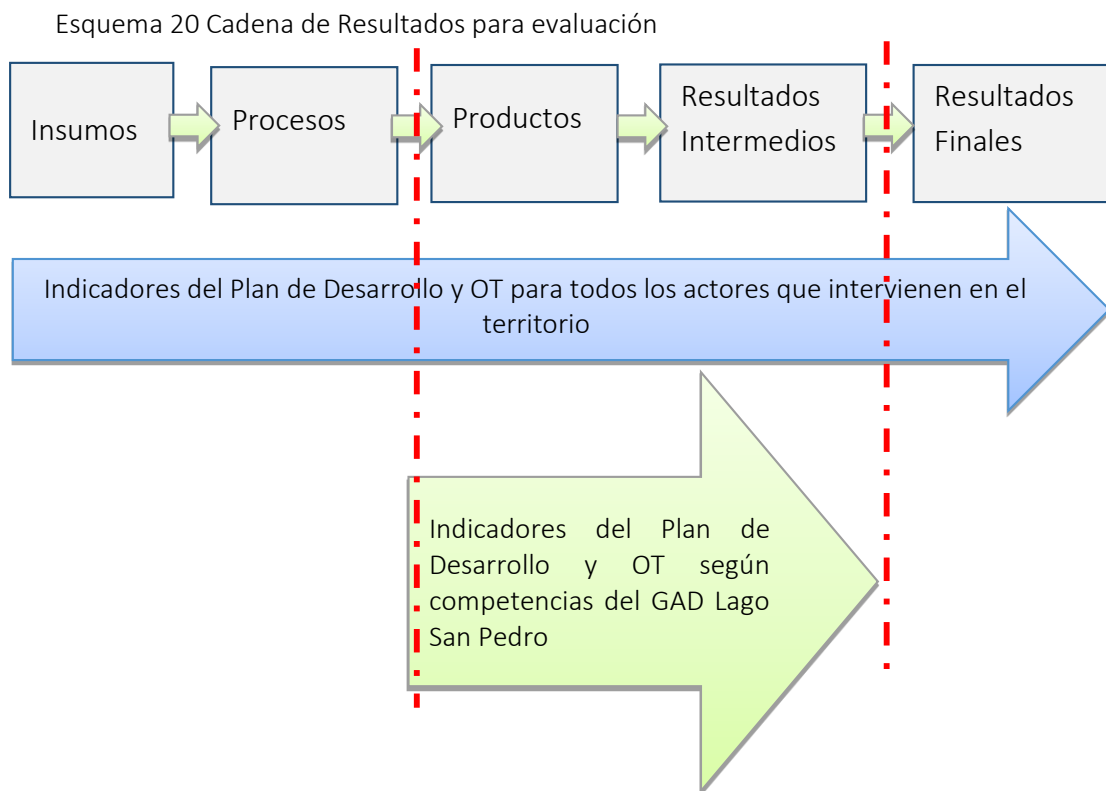 Esquema 20 Cadena de Resultados para evaluación
Insumos
Procesos
Productos
Resultados
Intermedios
Resultados
Finales
Indicadores del Plan de Desarrollo y OT para todos los actores que intervienen en el
territorio
Indicadores del Plan de
Desarrollo y OT según
competencias del GAD Lago
San Pedro